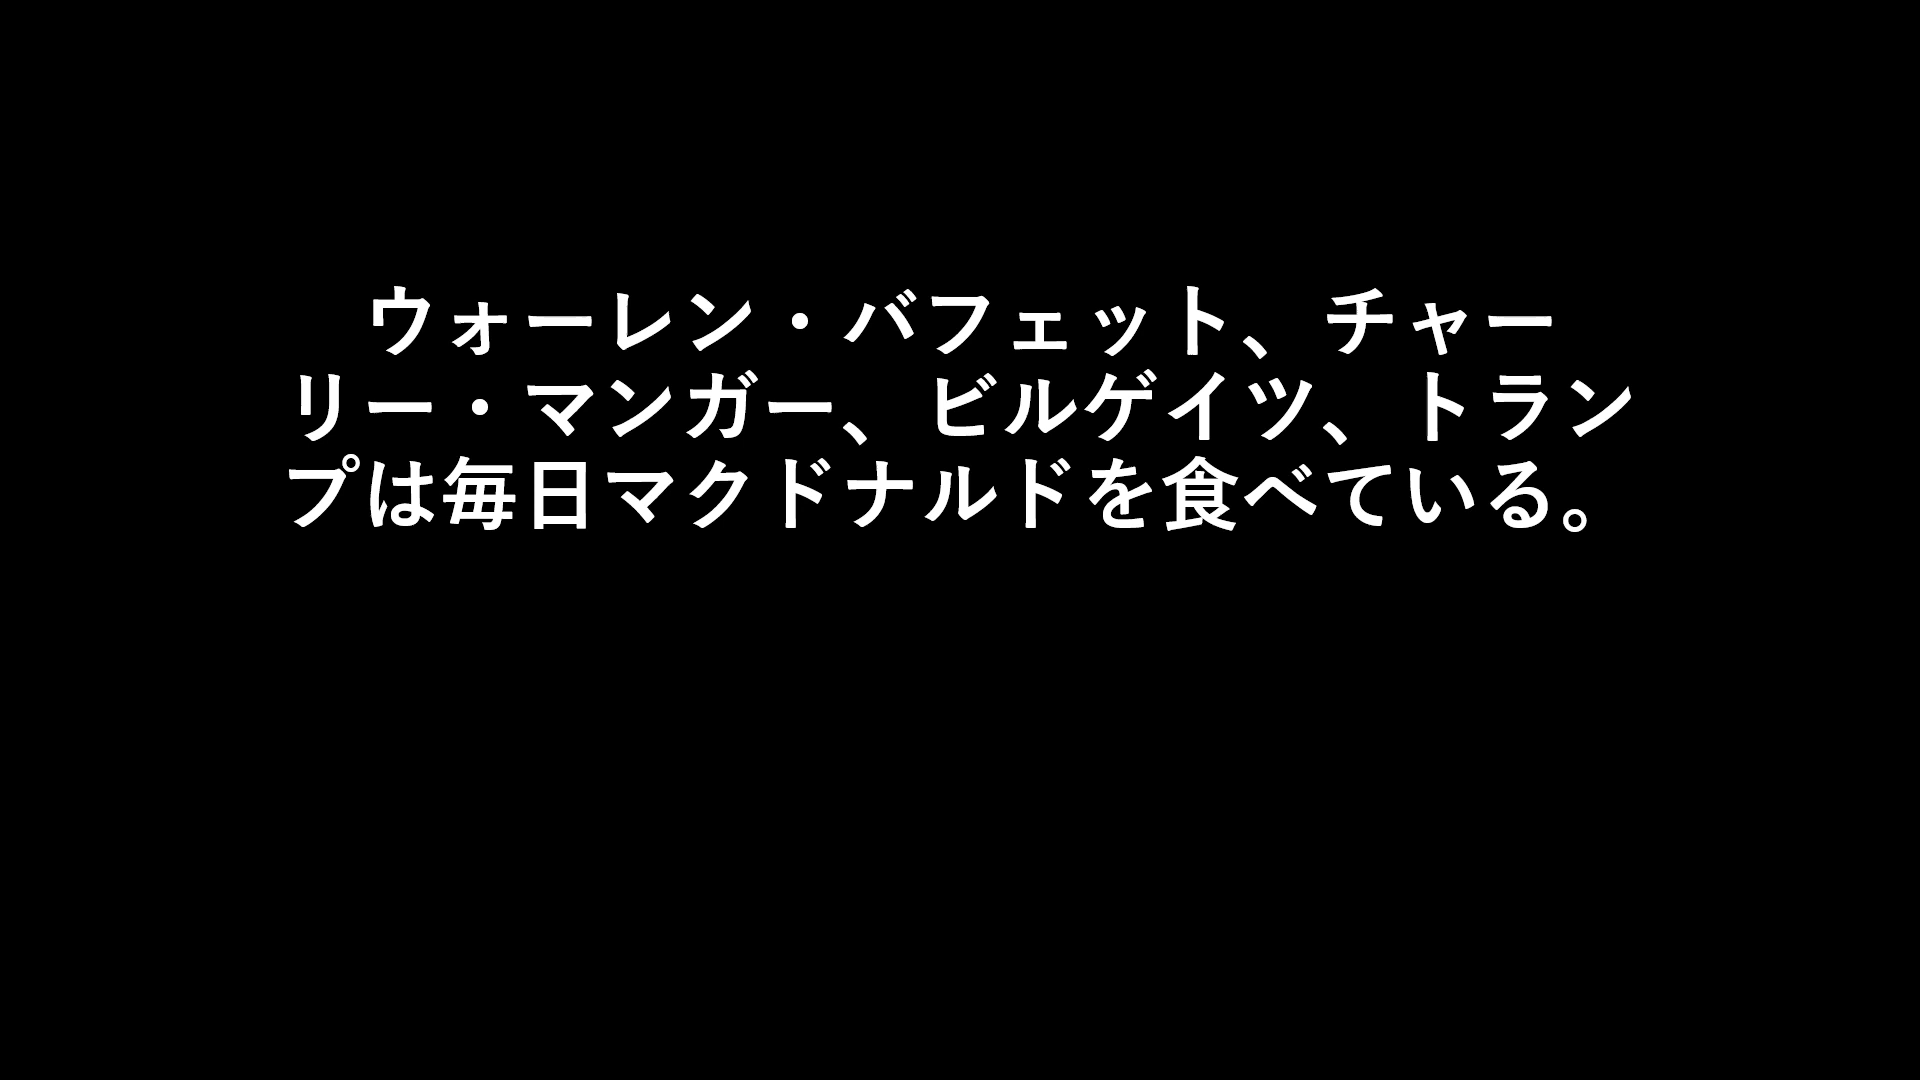 ウォーレン・バフェット、チャー
リー・マンガー、ビルゲイツ、トラン
プは毎日マクドナルドを食べている。